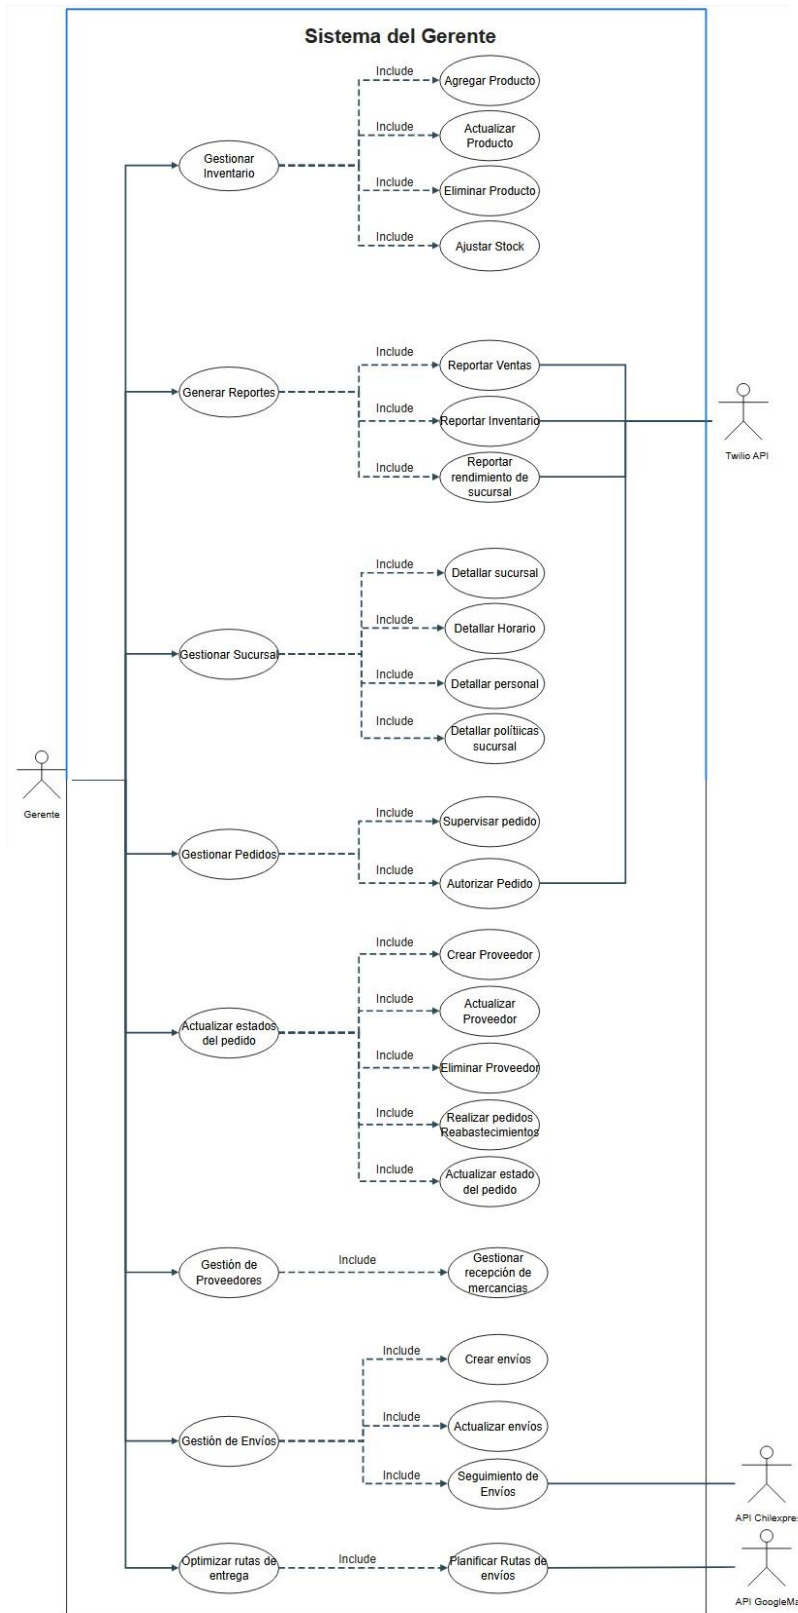 Sistema del Gerente
Include
Agregar Producto
Include
Actualizar
Producto
Gestionar
Inventario
Include
Eliminar Producto
Include
Ajustar Stock
Include
Reportar Ventas
Generar Reportes
Include
Reportar Inventario
Include
Reportar
rendimiento de
sucursal
Twilio API
Include
Detallar sucursal
Include
Detallar Horario
Gestionar Sucursal
Include
Detallar personal
Include
Detallar politiicas
sucursal
Gerente
Include
Supervisar pedido
Gestionar Pedidos
Include
Autorizar Pedido
Include
Crear Proveedor
Include
Actualizar
Proveedor
Actualizar estados
del pedido
Include
Eliminar Proveedor
Include
Realizar pedidos
Reabastecimientos
Include
Actualizar estado
del pedido
Gestión de
Proveedores
Include
Gestionar
recepción de
mercancias
Include
Crear envíos
Include
Actualizar envíos
Gestión de Envíos
Include
Seguimiento de
Envíos
API Chilexpre
Optimizar rutas de
entrega
Include
Planificar Rutas de
envíos
API GoogleMa